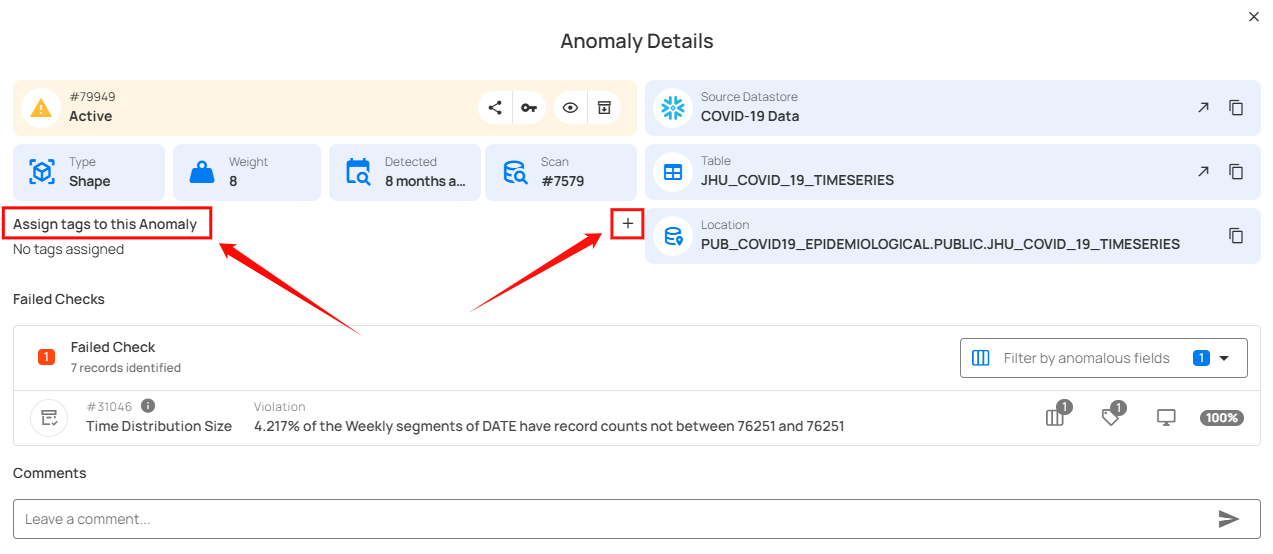 Anomaly Details
#79949
Active
Source Datastore
COVID-19 Data
Type
Shape
Weight
8
Detected
8 months a...
Scan
#7579
Table
JHU_COVID_19_TIMESERIES
Assign tags to this Anomaly
No tags assigned
Location
PUB_COVID19_EPIDEMIOLOGICAL.PUBLIC.JHU_COVID_19_TIMESERIES
Failed Checks
1
Failed Check
7 records identified
Filter by anomalous fields 1
#31046
Time Distribution Size
Violation
4.217% of the Weekly segments of DATE have record counts not between 76251 and 76251
1
1
100%
Comments
Leave a comment...